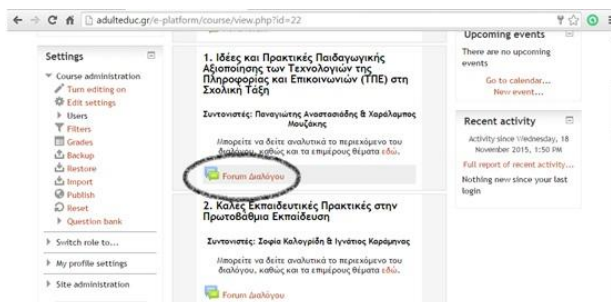 adulteduc.gr/e-platform/course/view.php?id=22
Settings
Course administration
Turn editing on
Edit settings
Users
Filters
Grades
Backup
Restore
Import
Publish
Reset
Question bank
Switch role to...
My profile settings
Site administration
1. Ιδέες και Πρακτικές Παιδαγωγικής
Αξιοποίησης των Τεχνολογιών της
Πληροφορίας και Επικοινωνιών (ΤΠΕ) στη
Σχολική Τάξη
Συντονιστές: Παναγιώτης Αναστασιάδης & Χαράλαμπος
Μουζάκης
Μπορείτε να δείτε αναλυτικά το περιεχόμενο του
διαλόγου, καθώς και τα επιμέρους θέματα εδώ.
Forum Διαλόγου
2. Καλές Εκπαιδευτικές Πρακτικές στην
Πρωτοβάθμια Εκπαίδευση
Συντονιστές: Σοφία Καλογρίδη & Ιγνάτιος Καράμηνας
Μπορείτε να δείτε αναλυτικά το περιεχόμενο του
διαλόγου, καθώς και τα επιμέρους θέματα εδώ.
Forum Διαλόγου
Upcoming events
There are no upcoming
events
Go to calendar...
New event...
Recent activity
Activity since Wednesday, 18
November 2015, 1:50 PM
Full report of recent activity...
Nothing new since your last
login